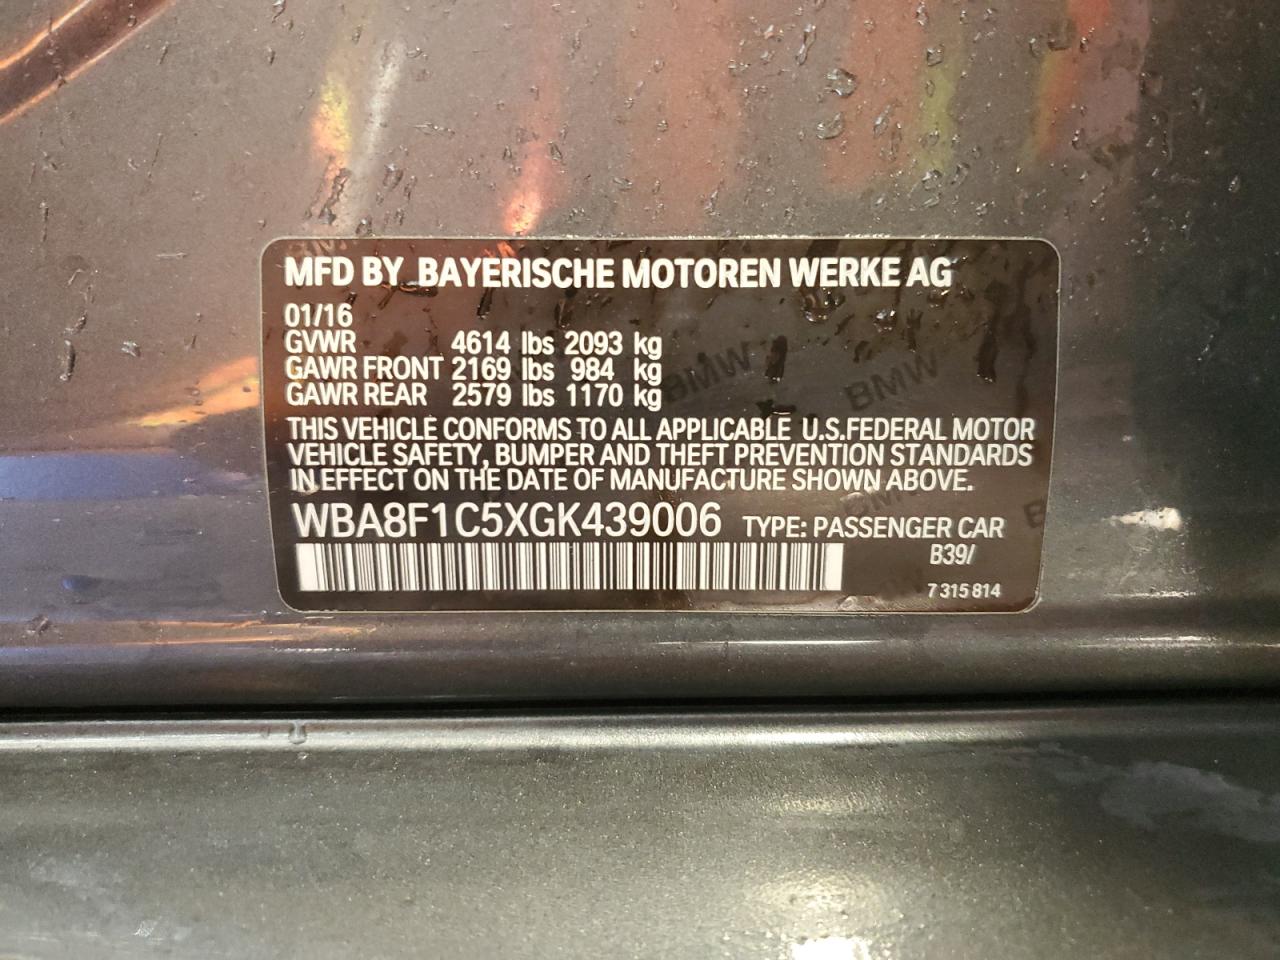 MFD BY BAYERISCHE MOTOREN WERKE AG
01/16
GVWR 4614 lbs 2093 kg
GAWR FRONT 2169 lbs 984 kg
GAWR REAR 2579 lbs 1170 kg
THIS VEHICLE CONFORMS TO ALL APPLICABLE U.S.FEDERAL MOTOR
VEHICLE SAFETY, BUMPER AND THEFT PREVENTION STANDARDS
IN EFFECT ON THE DATE OF MANUFACTURE SHOWN ABOVE.
WBA8F1C5XGK439006 TYPE: PASSENGER CAR
B39/
7 315 814
BMW
BMW